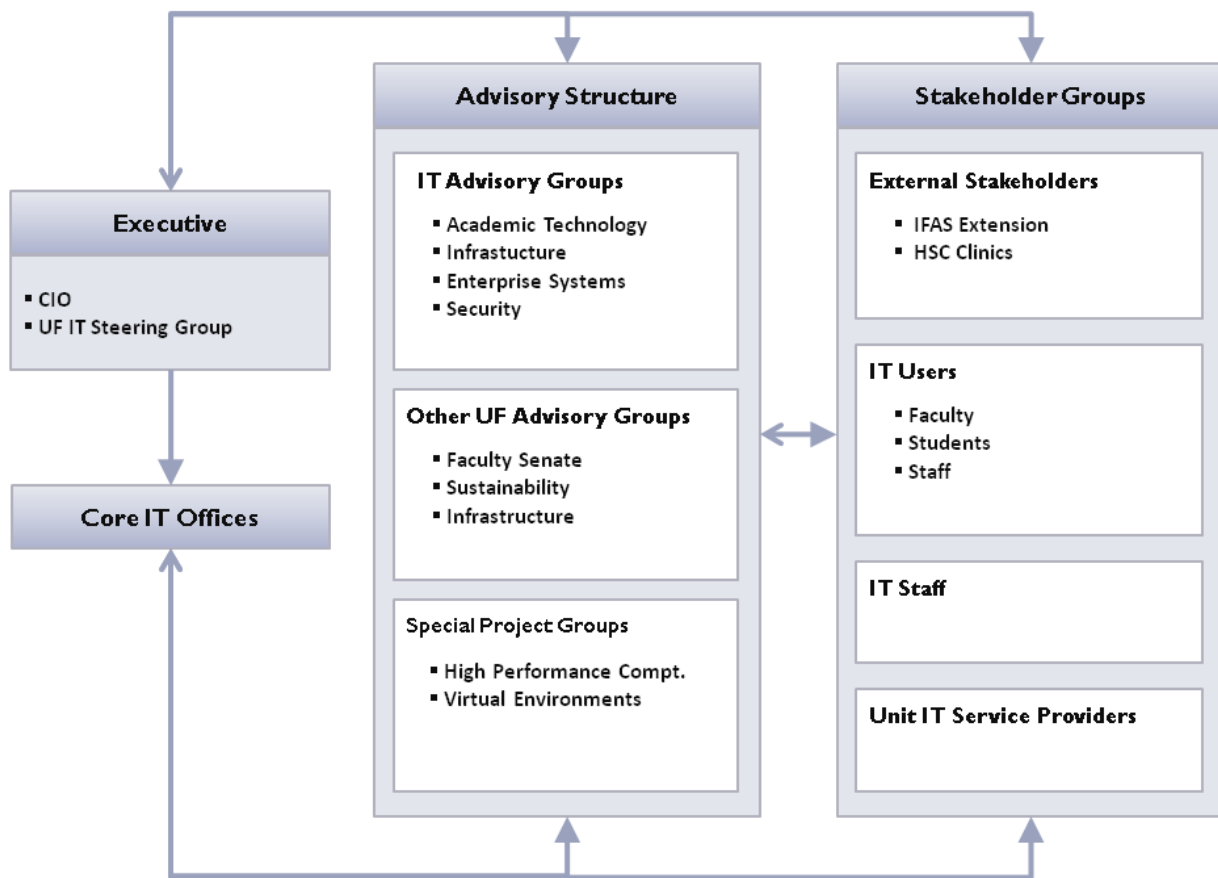 Executive
▪ CIO
▪ UF IT Steering Group
Core IT Offices
Advisory Structure
IT Advisory Groups
▪ Academic Technology
▪ Infrastucture
▪ Enterprise Systems
▪ Security
Other UF Advisory Groups
▪ Faculty Senate
▪ Sustainability
▪ Infrastructure
Special Project Groups
▪ High Performance Compt.
▪ Virtual Environments
Stakeholder Groups
External Stakeholders
▪ IFAS Extension
▪ HSC Clinics
IT Users
▪ Faculty
▪ Students
▪ Staff
IT Staff
Unit IT Service Providers